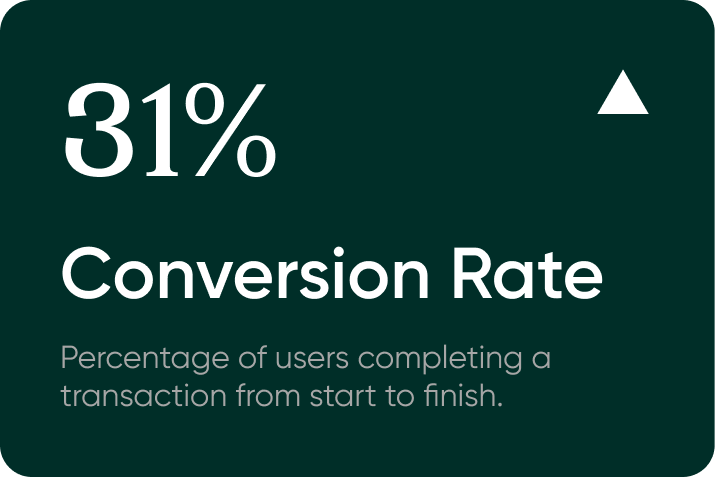 31%
Conversion Rate
Percentage of users completing a
transaction from start to finish.